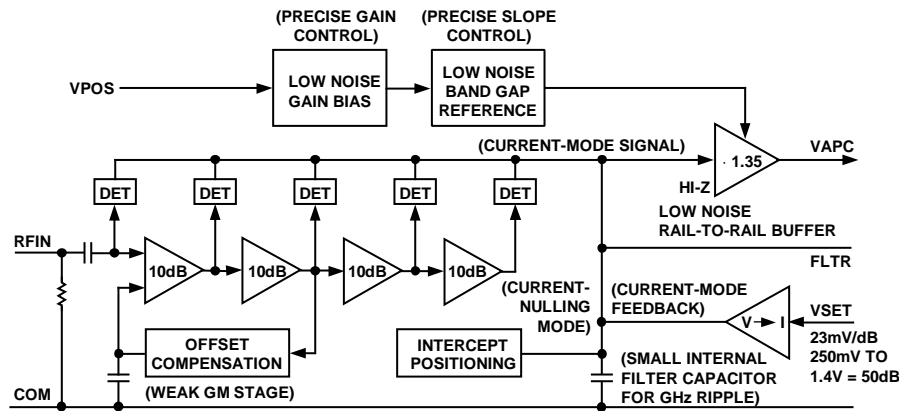 (PRECISE GAIN
CONTROL)
(PRECISE SLOPE
CONTROL)
VPOS
LOW NOISE
GAIN BIAS
LOW NOISE
BAND GAP
REFERENCE
(CURRENT-MODE SIGNAL)
· 1.35
VAPC
HI-Z
DET
DET
DET
DET
DET
LOW NOISE
RAIL-TO-RAIL BUFFER
RFIN
10dB
10dB
10dB
10dB
FLTR
(CURRENT-
NULLING
MODE)
(CURRENT-MODE
FEEDBACK)
V
I
VSET
23mV/dB
250mV TO
1.4V = 50dB
OFFSET
COMPENSATION
INTERCEPT
POSITIONING
(WEAK GM STAGE)
(SMALL INTERNAL
FILTER CAPACITOR
FOR GHz RIPPLE)
COM